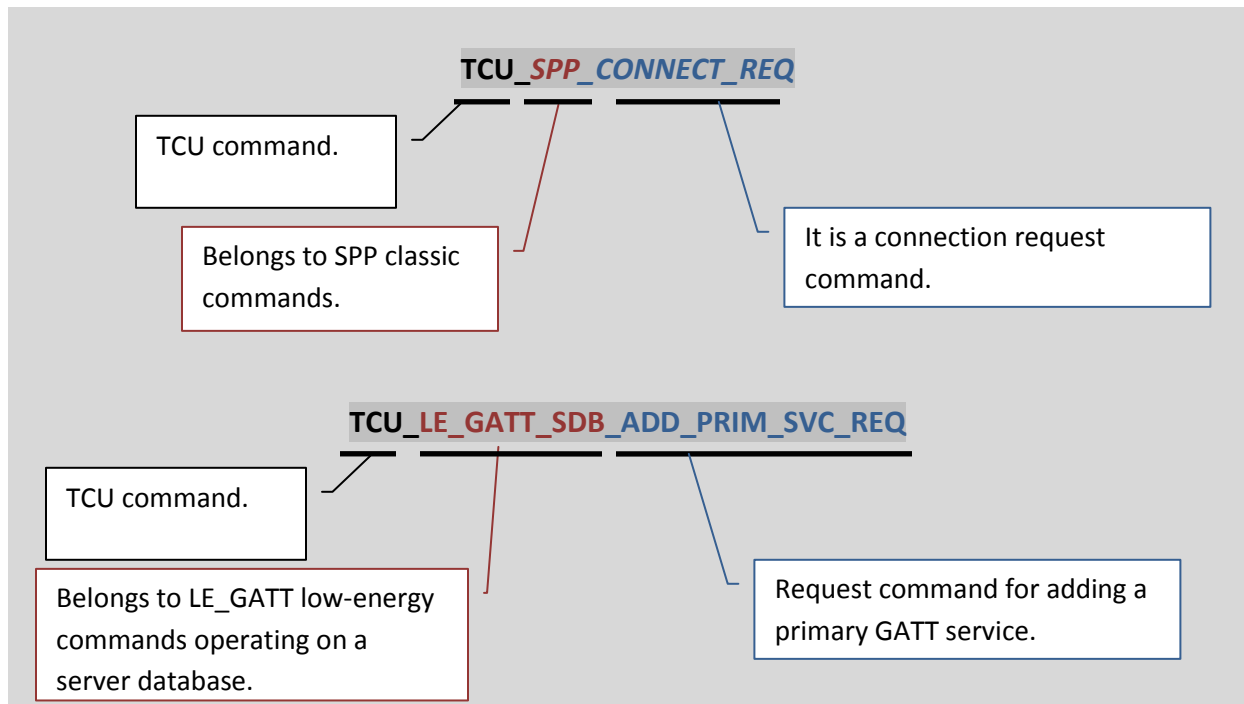 TCU_SPP_CONNECT_REQ
TCU command.
Belongs to SPP classic
commands.
It is a connection request
command.
TCU_LE_GATT_SDB_ADD_PRIM_SVC_REQ
TCU command.
Belongs to LE_GATT low-energy
commands operating on a
server database.
Request command for adding a
primary GATT service.